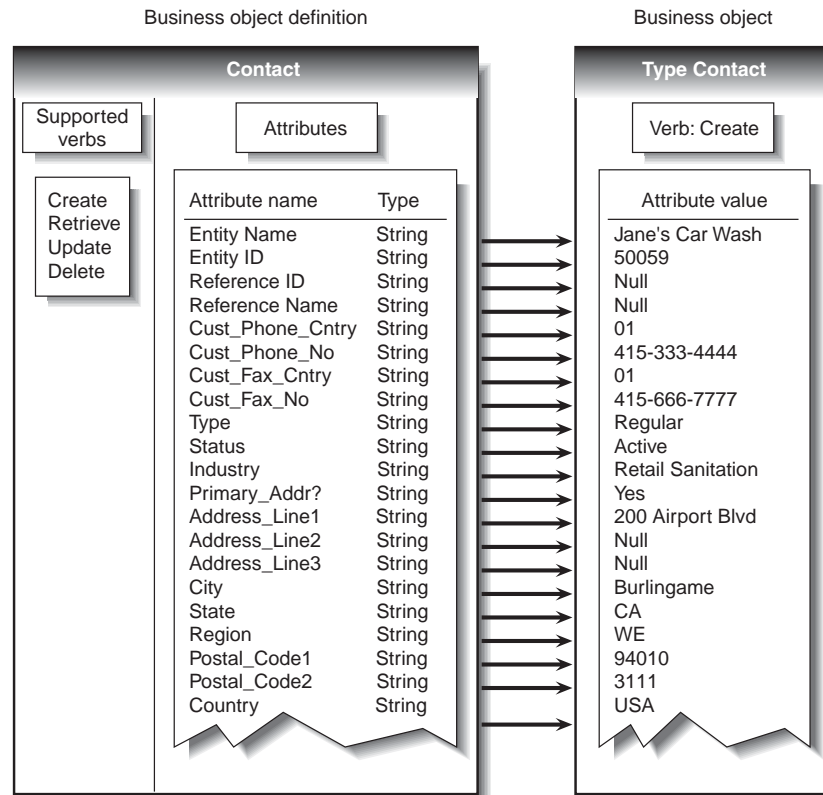 Business object definition
Business object
Contact
Type Contact
Supported
verbs
Attributes
Verb: Create
Create
Retrieve
Update
Delete
Attribute name Type
Entity Name String
Entity ID String
Reference ID String
Reference Name String
Cust_Phone_Cntry String
Cust_Phone_No String
Cust_Fax_Cntry String
Cust_Fax_No String
Type String
Status String
Industry String
Primary_Addr? String
Address_Line1 String
Address_Line2 String
Address_Line3 String
City String
State String
Region String
Postal_Code1 String
Postal_Code2 String
Country String
Attribute value
Jane's Car Wash
50059
Null
Null
01
415-333-4444
01
415-666-7777
Regular
Active
Retail Sanitation
Yes
200 Airport Blvd
Null
Null
Burlingame
CA
WE
94010
3111
USA